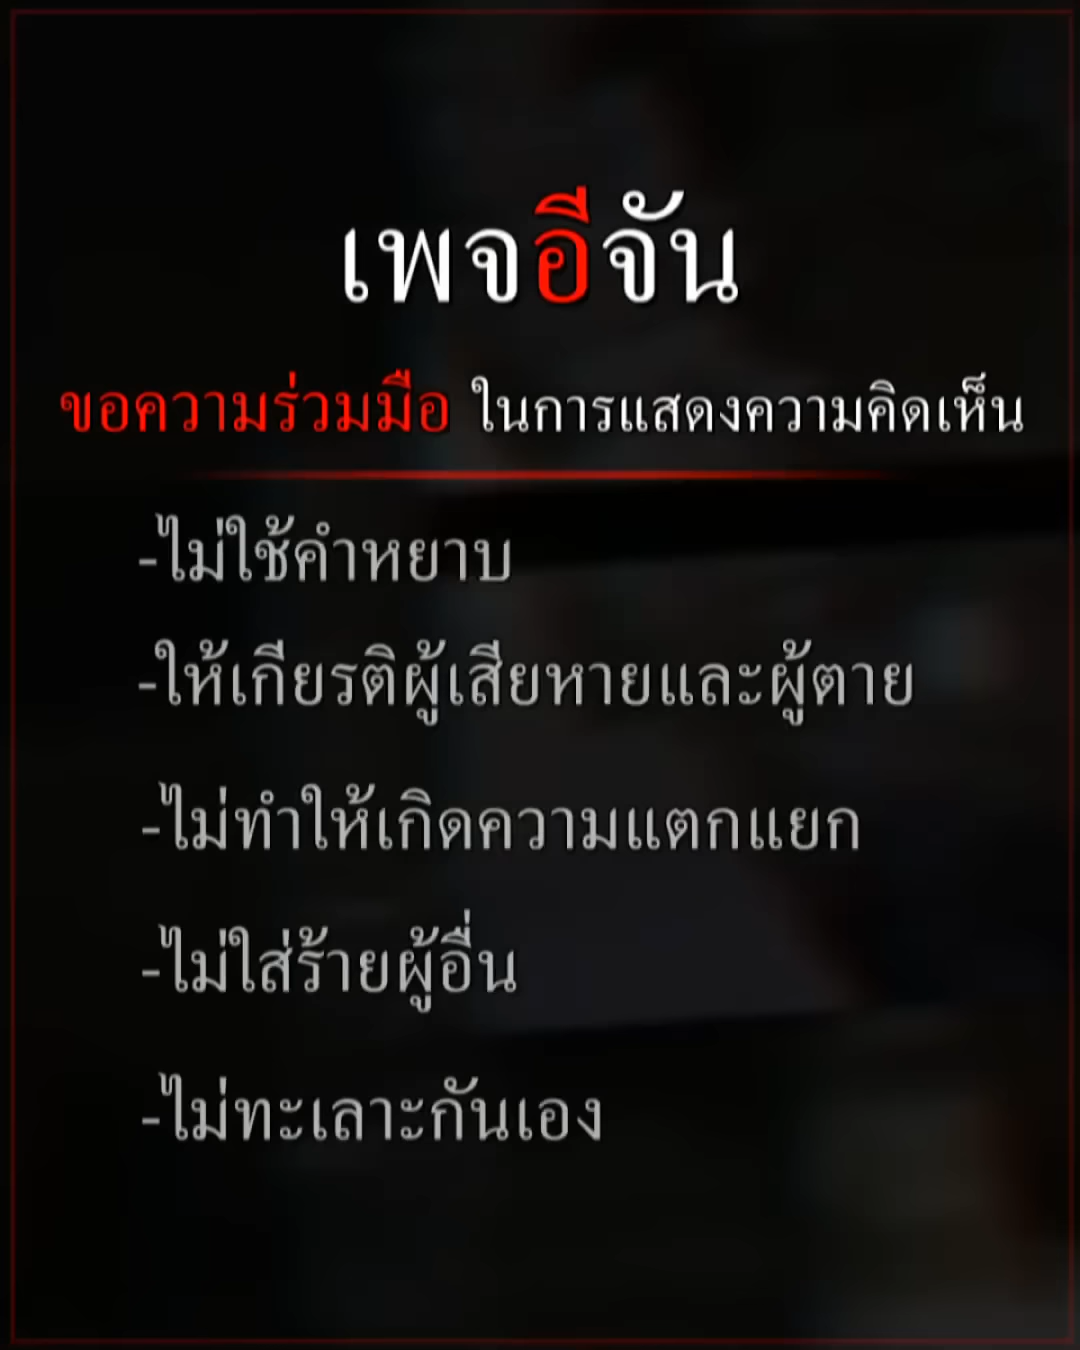 เพจอีจัน
ขอความร่วมมือ ในการแสดงความคิดเห็น
-ไม่ใช้คำหยาบ
-ให้เกียรติผู้เสียหายและผู้ตาย
-ไม่ทำให้เกิดความแตกแยก
-ไม่ใส่ร้ายผู้อื่น
-ไม่ทะเลาะกันเอง